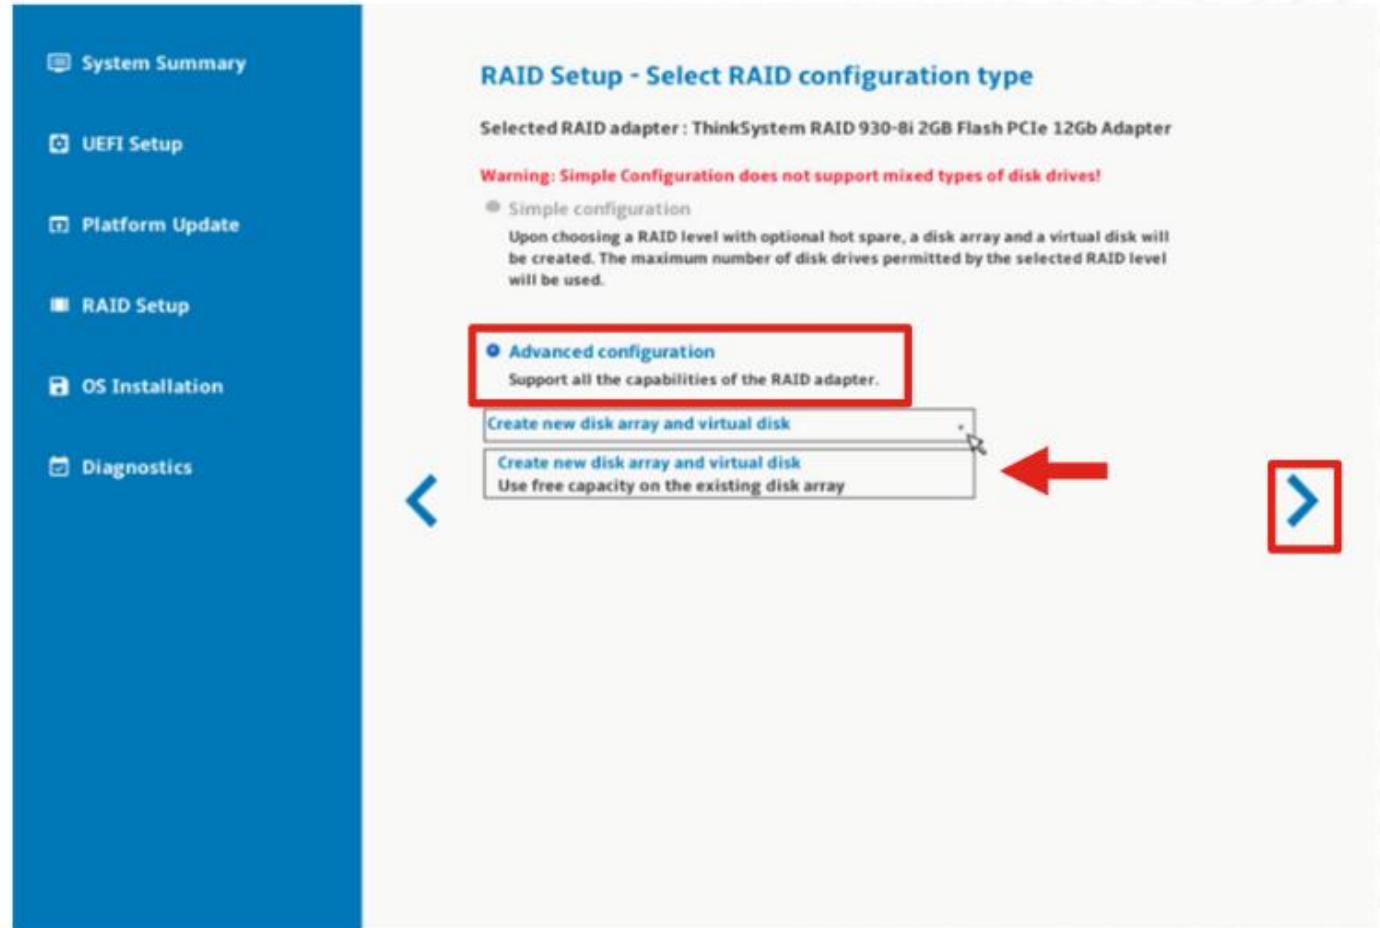 System Summary
UEFI Setup
Platform Update
RAID Setup
OS Installation
Diagnostics
RAID Setup - Select RAID configuration type
Selected RAID adapter : ThinkSystem RAID 930-8i 2GB Flash PCIe 12Gb Adapter
Warning: Simple Configuration does not support mixed types of disk drives!
Simple configuration
Upon choosing a RAID level with optional hot spare, a disk array and a virtual disk will
be created. The maximum number of disk drives permitted by the selected RAID level
will be used.
Advanced configuration
Support all the capabilities of the RAID adapter.
Create new disk array and virtual disk
Create new disk array and virtual disk
Use free capacity on the existing disk array